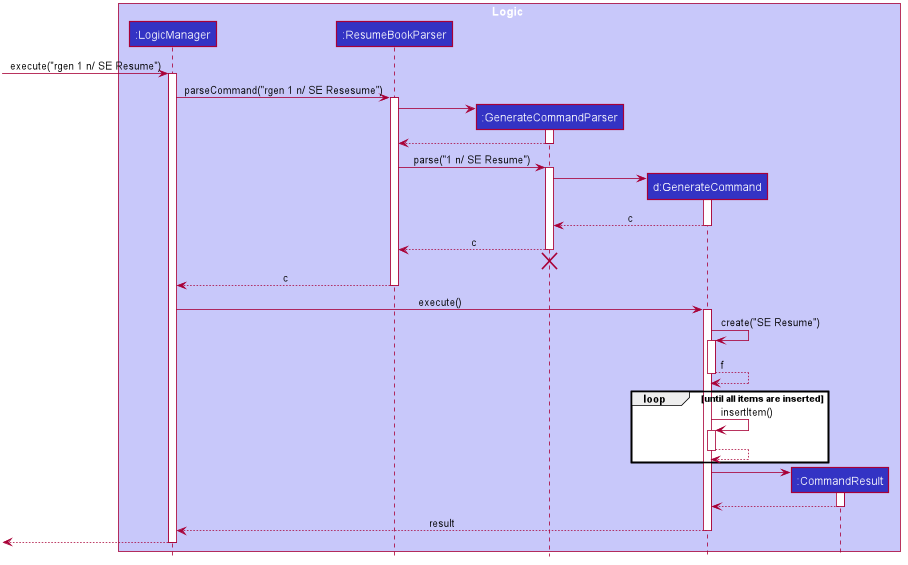 Logic
:LogicManager
:ResumeBookParser
execute("rgen 1 n/ SE Resume")
parseCommand("rgen 1 n/ SE Resesume")
:GenerateCommandParser
parse("1 n/ SE Resume")
d:GenerateCommand
c
c
c
execute()
create("SE Resume")
f
loop [until all items are inserted]
insertItem()
:CommandResult
result